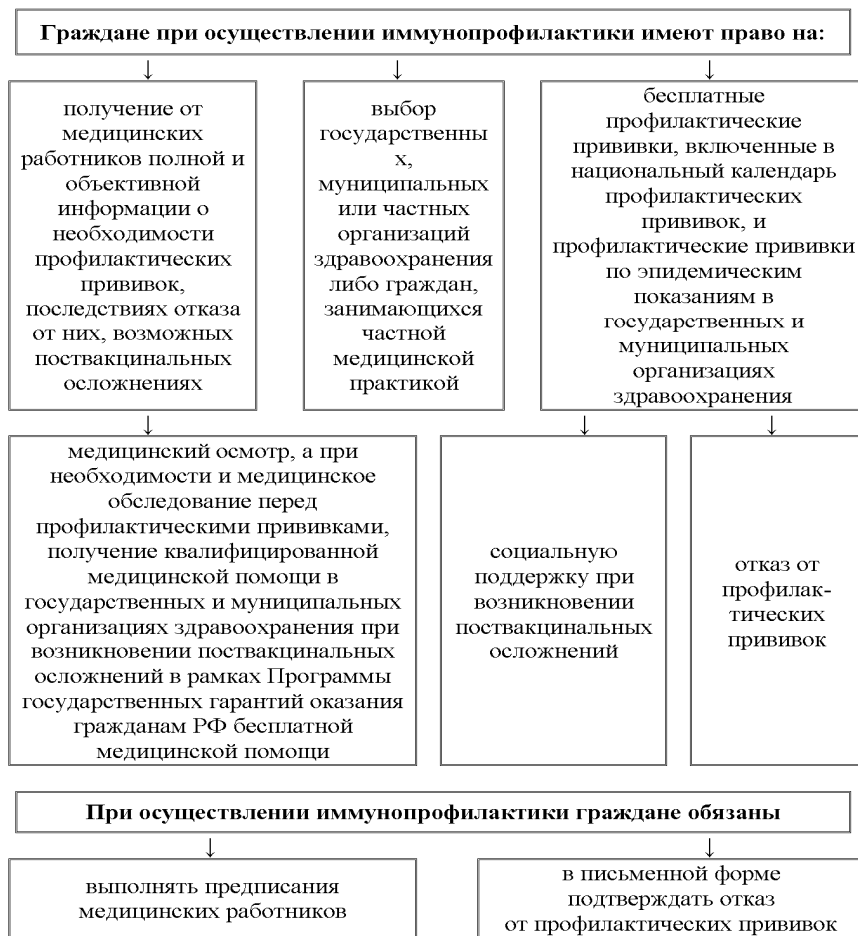 Граждане при осуществлении иммунопрофилактики имеют право на:
получение от
медицинских
работников полной и
объективной
информации о
необходимости
профилактических
прививок,
последствиях отказа
от них, возможных
поствакцинальных
осложнениях
выбор
государственны
х,
муниципальных
или частных
организаций
здравоохранения
либо граждан,
занимающихся
частной
медицинской
практикой
бесплатные
профилактические
прививки, включенные в
национальный календарь
профилактических
прививок, и
профилактические прививки
по эпидемическим
показаниям в
государственных и
муниципальных
организациях
здравоохранения
медицинский осмотр, а при
необходимости и медицинское
обследование перед
профилактическими прививками,
получение квалифицированной
медицинской помощи в
государственных и муниципальных
организациях здравоохранения при
возникновении поствакцинальных
осложнений в рамках Программы
государственных гарантий оказания
гражданам РФ бесплатной
медицинской помощи
социальную
поддержку при
возникновении
поствакцинальных
осложнений
отказ от
профилак-
тических
прививок
При осуществлении иммунопрофилактики граждане обязаны
выполнять предписания
медицинских работников
в письменной форме
подтверждать отказ
от профилактических прививок